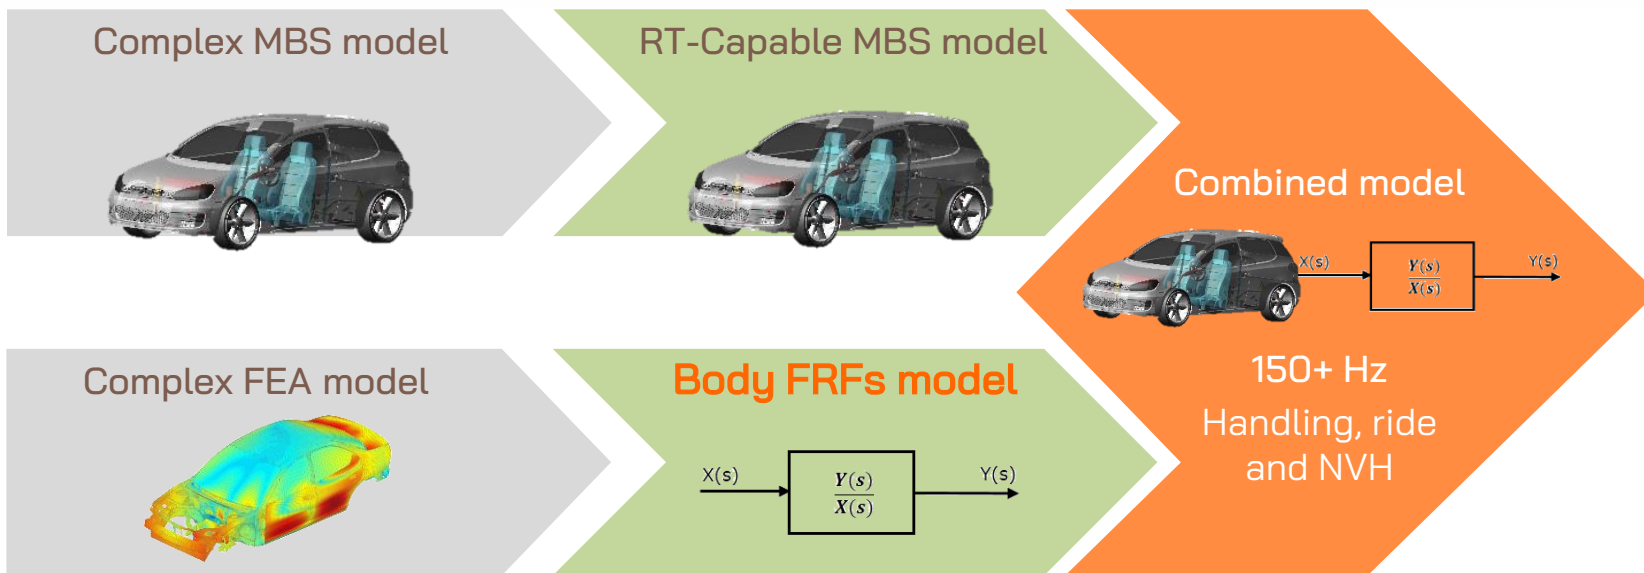 Complex MBS model
RT-Capable MBS model
Combined model
X(s)
Y(s)
X(s)
Y(s)
150+ Hz
Handling, ride
and NVH
Complex FEA model
Body FRFs model
X(s)
Y(s)
X(s)
Y(s)